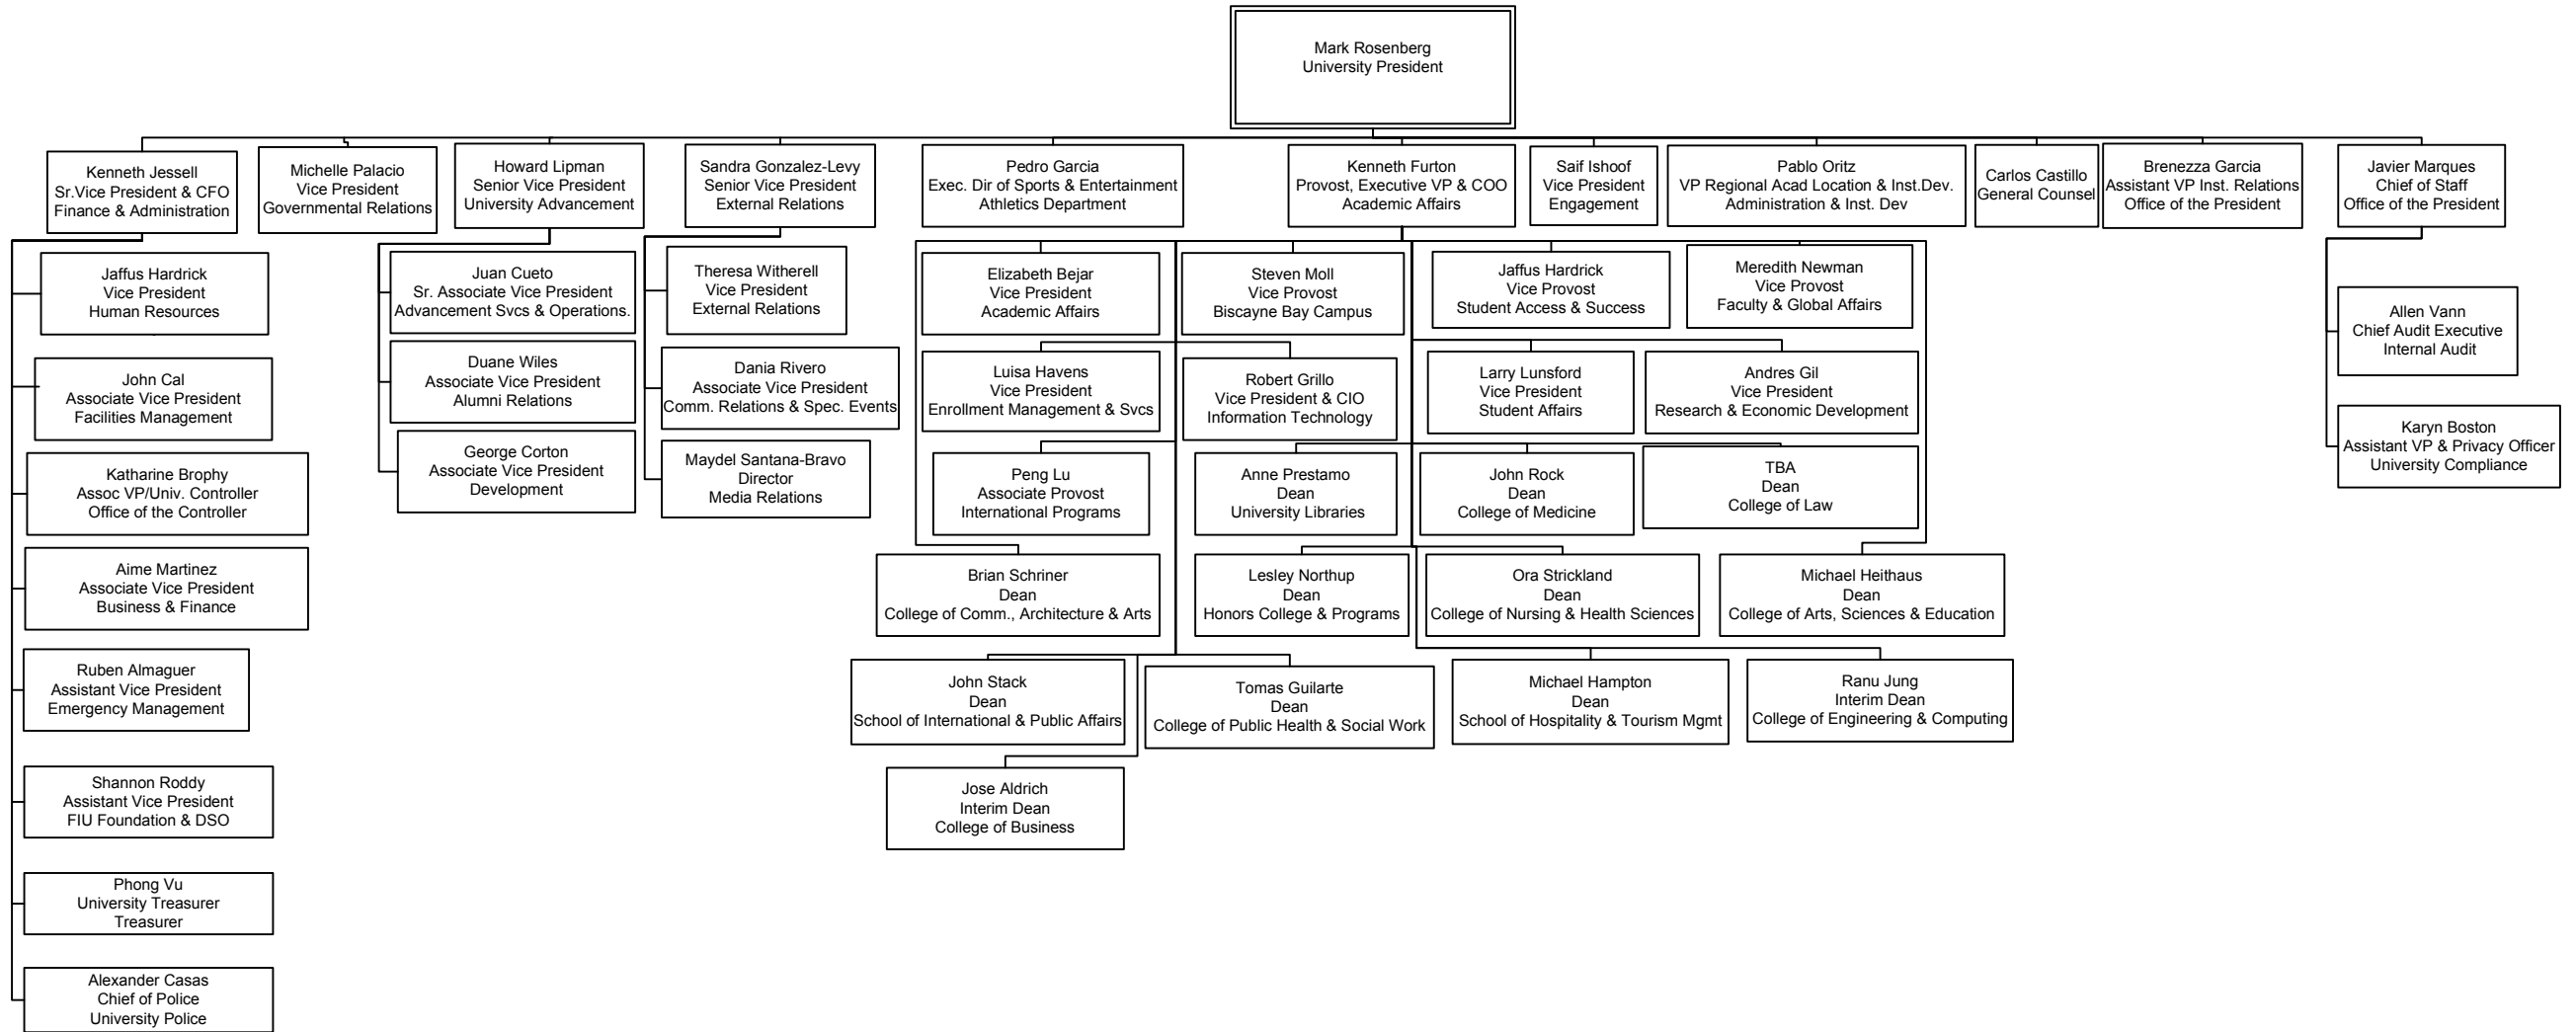 Mark Rosenberg
University President
Kenneth Jessell
Sr.Vice President & CFO
Finance & Administration
Michelle Palacio
Vice President
Governmental Relations
Howard Lipman
Senior Vice President
University Advancement
Sandra Gonzalez-Levy
Senior Vice President
External Relations
Pedro Garcia
Exec. Dir of Sports & Entertainment
Athletics Department
Kenneth Furton
Provost, Executive VP & COO
Academic Affairs
Saif Ishoof
Vice President
Engagement
Pablo Oritz
VP Regional Acad Location & Inst.Dev.
Administration & Inst. Dev
Carlos Castillo
General Counsel
Brenezza Garcia
Assistant VP Inst. Relations
Office of the President
Javier Marques
Chief of Staff
Office of the President
Jaffus Hardrick
Vice President
Human Resources
John Cal
Associate Vice President
Facilities Management
Katharine Brophy
Assoc VP/Univ. Controller
Office of the Controller
Aime Martinez
Associate Vice President
Business & Finance
Ruben Almaguer
Assistant Vice President
Emergency Management
Shannon Roddy
Assistant Vice President
FIU Foundation & DSO
Phong Vu
University Treasurer
Treasurer
Alexander Casas
Chief of Police
University Police
Juan Cueto
Sr. Associate Vice President
Advancement Svcs & Operations.
Duane Wiles
Associate Vice President
Alumni Relations
George Corton
Associate Vice President
Development
Theresa Witherell
Vice President
External Relations
Dania Rivero
Associate Vice President
Comm. Relations & Spec. Events
Maydel Santana-Bravo
Director
Media Relations
Elizabeth Bejar
Vice President
Academic Affairs
Steven Moll
Vice Provost
Biscayne Bay Campus
Jaffus Hardrick
Vice Provost
Student Access & Success
Meredith Newman
Vice Provost
Faculty & Global Affairs
Luisa Havens
Vice President
Enrollment Management & Svcs
Robert Grillo
Vice President & CIO
Information Technology
Larry Lunsford
Vice President
Student Affairs
Andres Gil
Vice President
Research & Economic Development
Peng Lu
Associate Provost
International Programs
Anne Prestamo
Dean
University Libraries
John Rock
Dean
College of Medicine
TBA
Dean
College of Law
Brian Schriner
Dean
College of Comm., Architecture & Arts
Lesley Northup
Dean
Honors College & Programs
Ora Strickland
Dean
College of Nursing & Health Sciences
Michael Heithaus
Dean
College of Arts, Sciences & Education
John Stack
Dean
School of International & Public Affairs
Tomas Guilarte
Dean
College of Public Health & Social Work
Michael Hampton
Dean
School of Hospitality & Tourism Mgmt
Ranu Jung
Interim Dean
College of Engineering & Computing
Jose Aldrich
Interim Dean
College of Business
Allen Vann
Chief Audit Executive
Internal Audit
Karyn Boston
Assistant VP & Privacy Officer
University Compliance